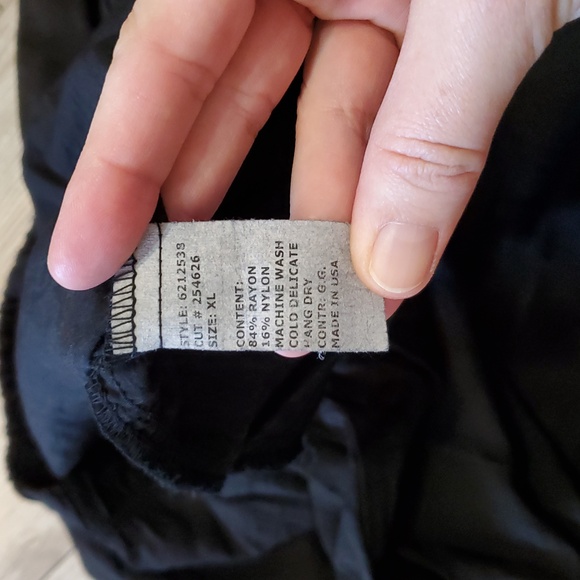 STYLE: 6212538
CUT # 254626
SIZE: XL
CONTENT:
84% RAYON
16% NYLON
MACHINE WASH
COLD DELICATE
HANG DRY
CONTR. G.G.
MADE IN USA